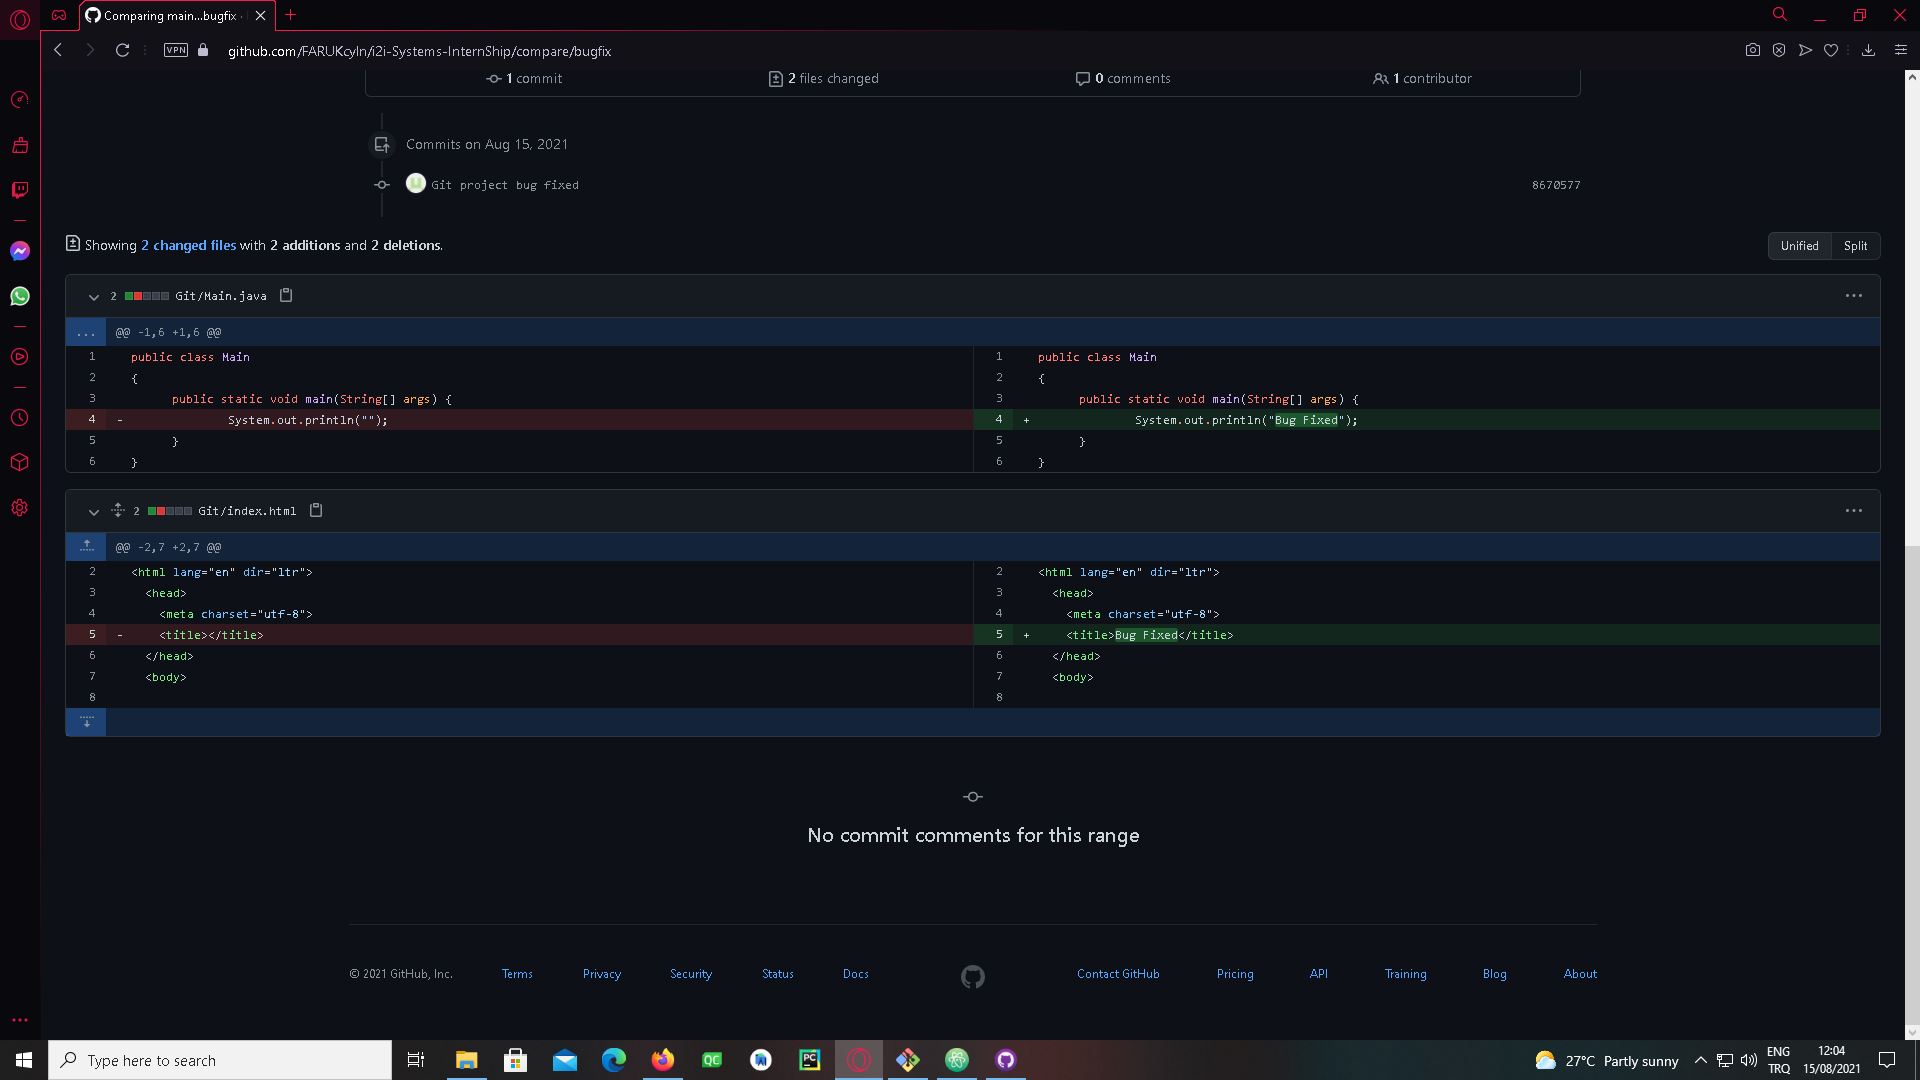 Comparing main...bugfix ·
VPN
github.com/FARUKcyln/i2i-Systems-InternShip/compare/bugfix
1 commit
2 files changed
0 comments
1 contributor
Commits on Aug 15, 2021
Git project bug fixed
8670577
Showing 2 changed files with 2 additions and 2 deletions.
Unified
Split
2 Git/Main.java
...
@@ -1,6 +1,6 @@
1 public class Main
2 {
3 public static void main(String[] args) {
4 - System.out.println("");
5 }
6 }
1 public class Main
2 {
3 public static void main(String[] args) {
4 + System.out.println("Bug Fixed");
5 }
6 }
2 Git/index.html
@@ -2,7 +2,7 @@
2 <html lang="en" dir="ltr">
3 <head>
4 <meta charset="utf-8">
5 - <title></title>
6 </head>
7 <body>
8
2 <html lang="en" dir="ltr">
3 <head>
4 <meta charset="utf-8">
5 + <title>Bug Fixed</title>
6 </head>
7 <body>
8
No commit comments for this range
© 2021 GitHub, Inc.
Terms
Privacy
Security
Status
Docs
Contact GitHub
Pricing
API
Training
Blog
About
Type here to search
QC
PC
27°C Partly sunny
ENG
TRQ
12:04
15/08/2021